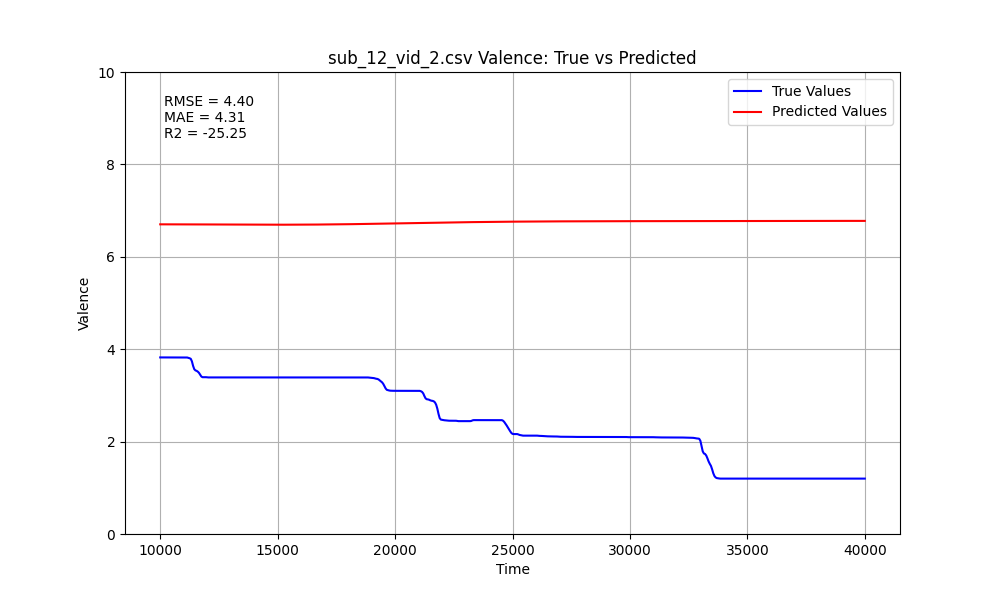 sub_12_vid_2.csv Valence: True vs Predicted
RMSE = 4.40
MAE = 4.31
R2 = -25.25
True Values
Predicted Values
Valence
10
8
6
4
2
0
10000 15000 20000 25000 30000 35000 40000
Time